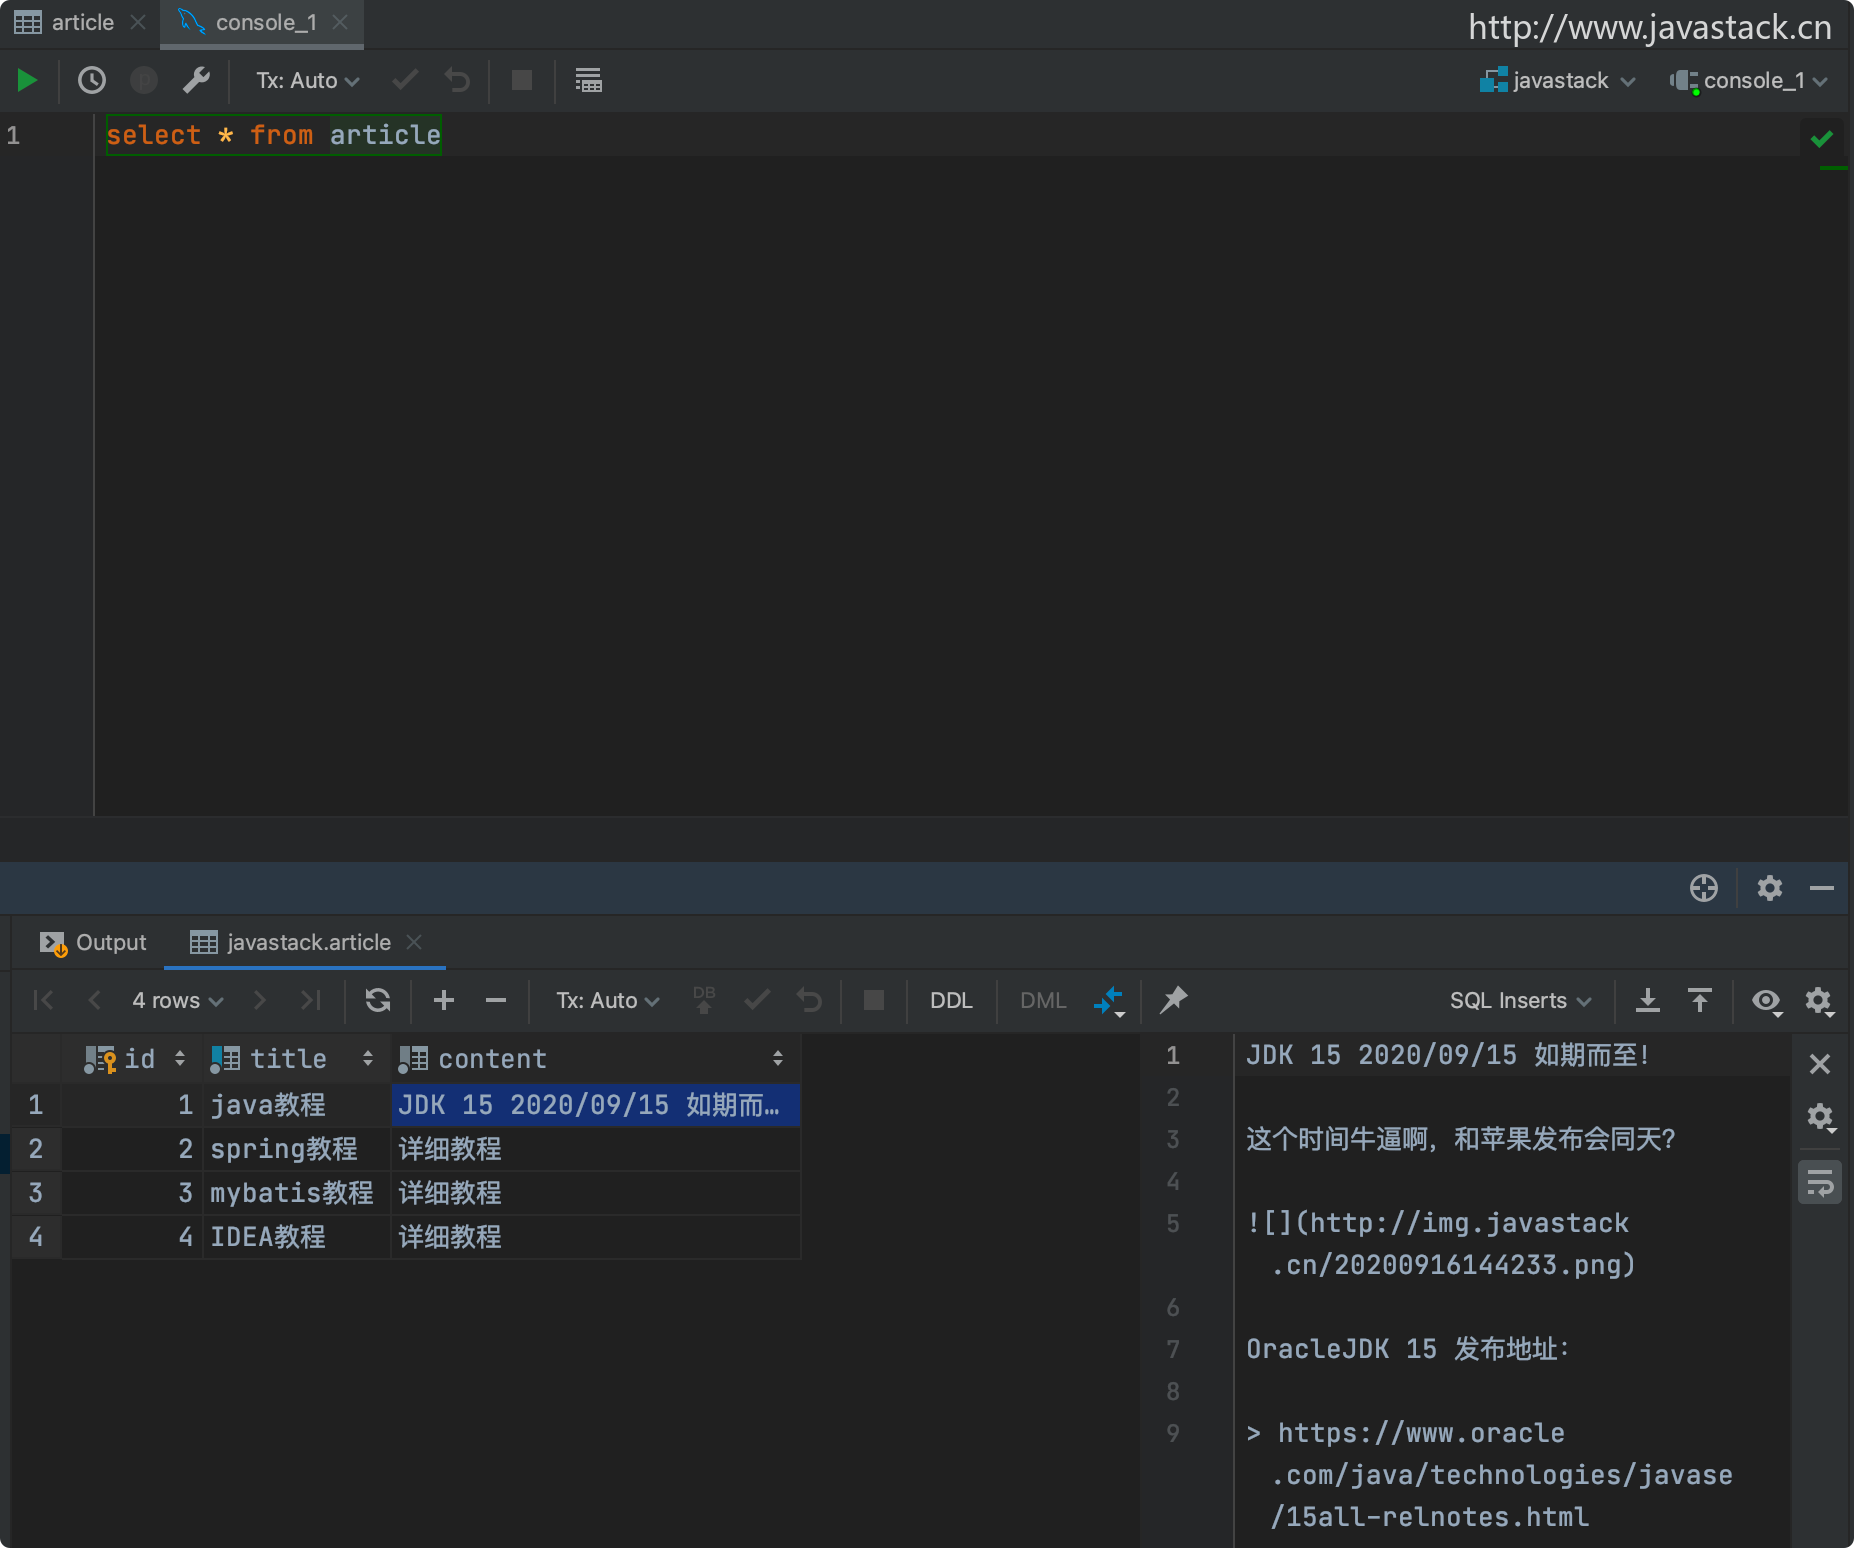 article
console_1
http://www.javastack.cn
Tx: Auto
javastack
console_1
1
select * from article
Output
javastack.article
4 rows
Tx: Auto
DB
DDL
DML
SQL Inserts
id title content
1 1 java教程 JDK 15 2020/09/15 如期而…
2 2 spring教程 详细教程
3 3 mybatis教程 详细教程
4 4 IDEA教程 详细教程
1 JDK 15 2020/09/15 如期而至!
2
3 这个时间牛逼啊，和苹果发布会同天?
4
5 ![](http://img.javastack
.cn/20200916144233.png)
6
7 OracleJDK 15 发布地址:
8
9 > https://www.oracle
.com/java/technologies/javase
/15all-relnotes.html